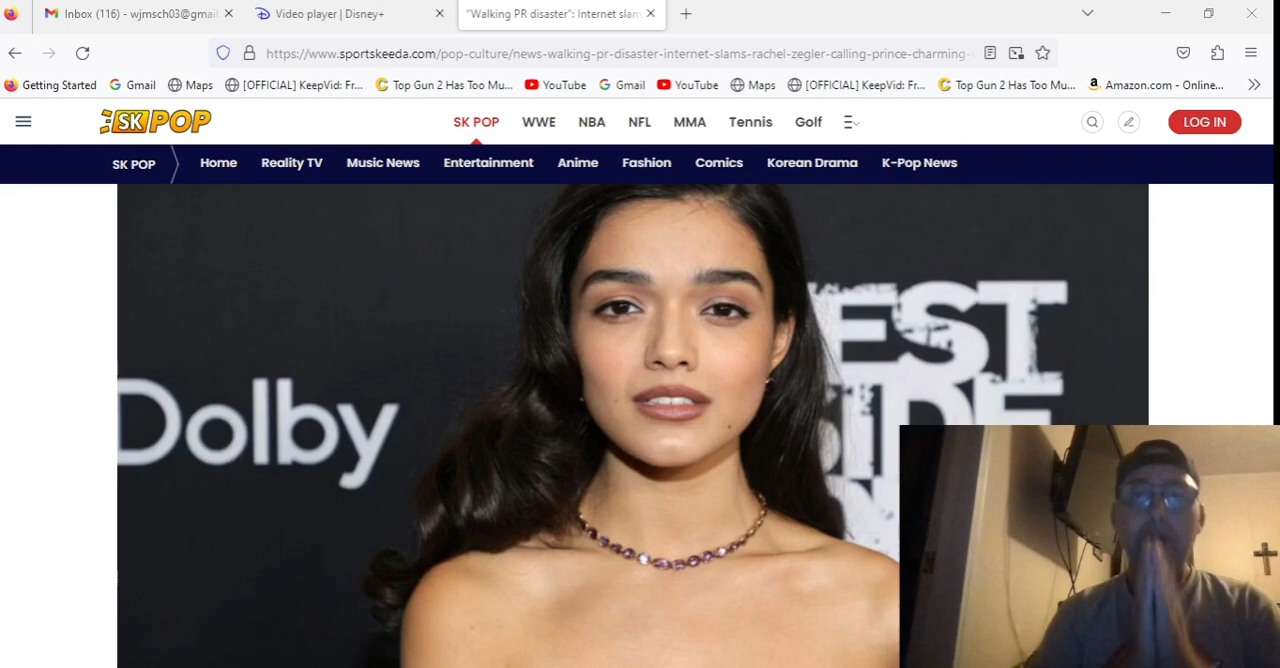 Inbox (116) - wjmsch03@gmai
Video player | Disney+
"Walking PR disaster": Internet slam
https://www.sportskeeda.com/pop-culture/news-walking-pr-disaster-internet-slams-rachel-zegler-calling-prince-charming-
Getting Started
Gmail
Maps
[OFFICIAL] KeepVid: Fr...
Top Gun 2 Has Too Mu...
YouTube
Gmail
YouTube
Maps
[OFFICIAL] KeepVid: Fr...
Top Gun 2 Has Too Mu...
Amazon.com - Online...
SK POP
SK POP
WWE
NBA
NFL
MMA
Tennis
Golf
LOG IN
SK POP
Home
Reality TV
Music News
Entertainment
Anime
Fashion
Comics
Korean Drama
K-Pop News
Dolby
EST
IDE